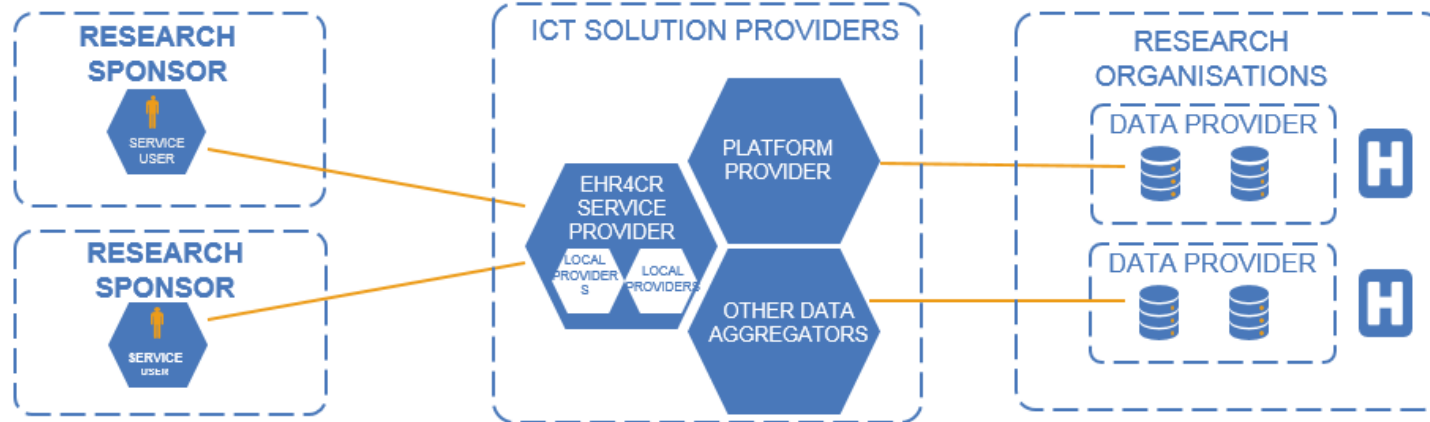 RESEARCH
SPONSOR
SERVICE
USER
RESEARCH
SPONSOR
SERVICE
USER
ICT SOLUTION PROVIDERS
PLATFORM
PROVIDER
EHR4CR
SERVICE
PROVIDER
LOCAL
PROVIDER
S
LOCAL
PROVIDERS
OTHER DATA
AGGREGATORS
RESEARCH
ORGANISATIONS
DATA PROVIDER
H
DATA PROVIDER
H